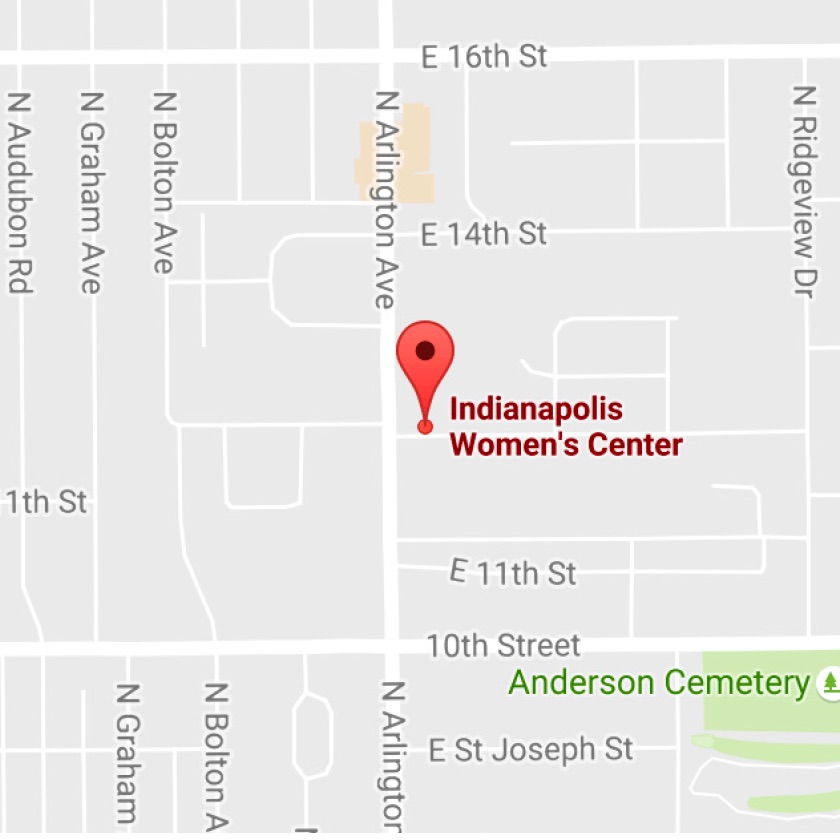 E 16th St
N Audubon Rd
N Graham Ave
N Bolton Ave
N Arlington Ave
N Ridgeview Dr
E 14th St
Indianapolis
Women's Center
1th St
E 11th St
10th Street
Anderson Cemetery
N Graham
N Bolton A
N Arlington
E St Joseph St